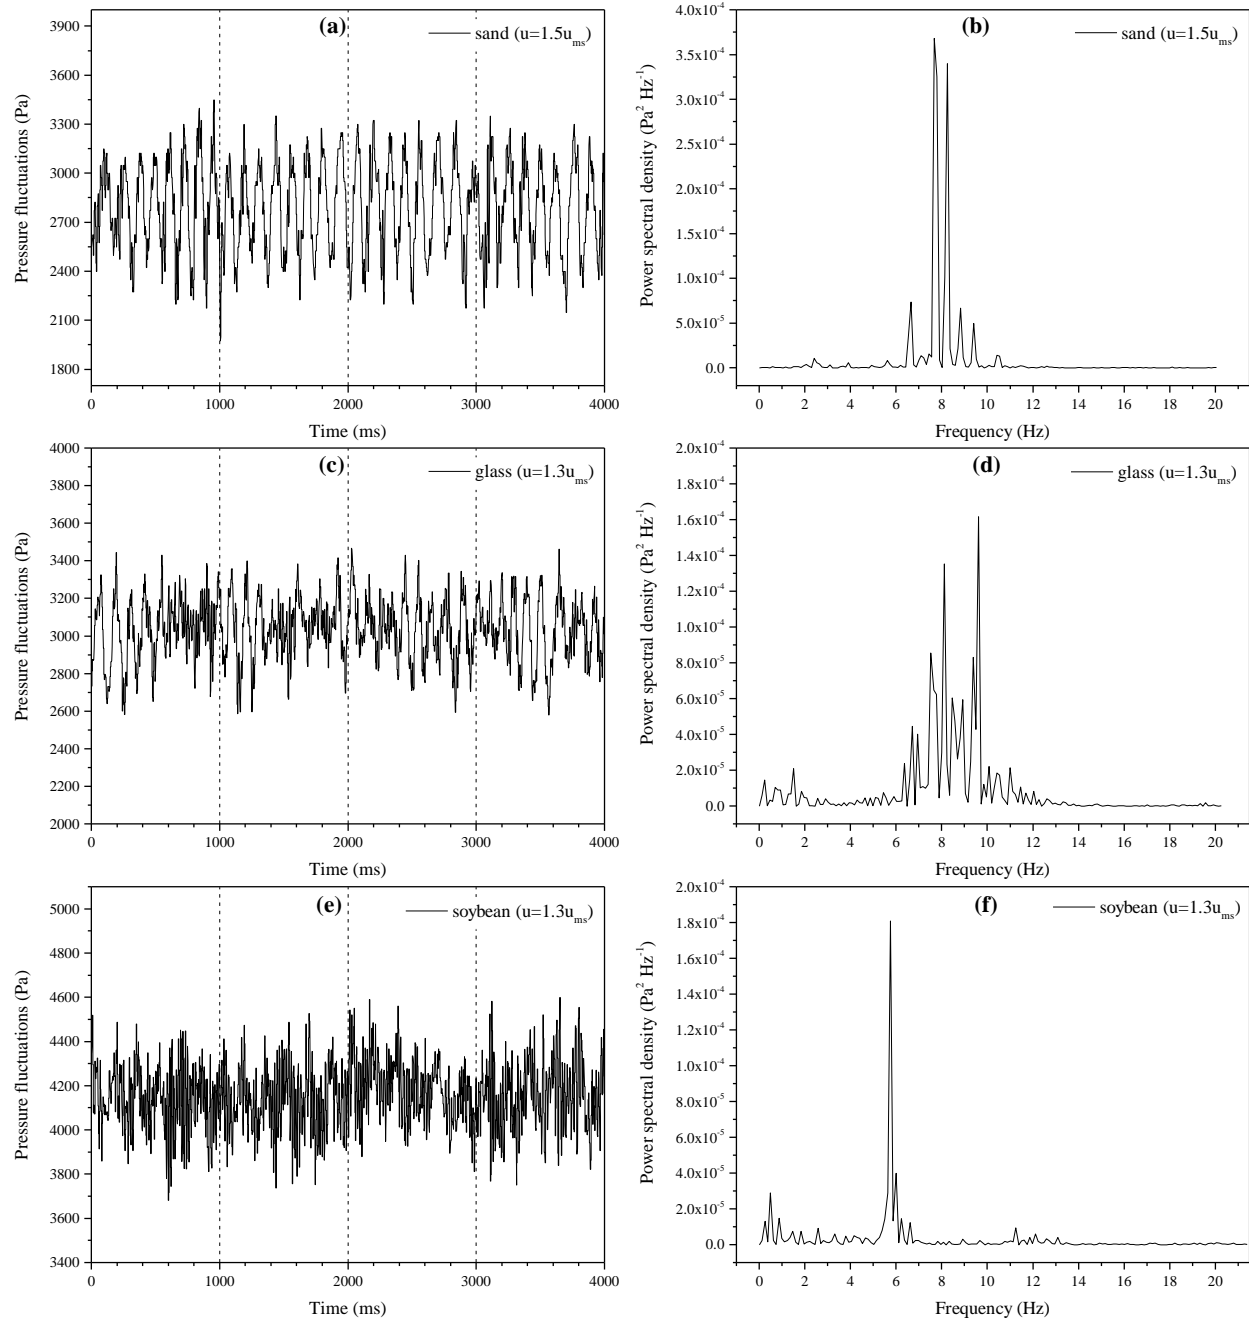 (a)
sand (u=1.5u_ms)
3900
3600
3300
3000
2700
2400
2100
1800
Pressure fluctuations (Pa)
0 1000 2000 3000 4000
Time (ms)
(b)
sand (u=1.5u_ms)
4.0x10^-4
3.5x10^-4
3.0x10^-4
2.5x10^-4
2.0x10^-4
1.5x10^-4
1.0x10^-4
5.0x10^-5
0.0
Power spectral density (Pa^2 Hz^-1)
0 2 4 6 8 10 12 14 16 18 20
Frequency (Hz)
(c)
glass (u=1.3u_ms)
4000
3800
3600
3400
3200
3000
2800
2600
2400
2200
2000
Pressure fluctuations (Pa)
0 1000 2000 3000 4000
Time (ms)
(d)
glass (u=1.3u_ms)
2.0x10^-4
1.8x10^-4
1.6x10^-4
1.4x10^-4
1.2x10^-4
1.0x10^-4
8.0x10^-5
6.0x10^-5
4.0x10^-5
2.0x10^-5
0.0
Power spectral density (Pa^2 Hz^-1)
0 2 4 6 8 10 12 14 16 18 20
Frequency (Hz)
(e)
soybean (u=1.3u_ms)
5000
4800
4600
4400
4200
4000
3800
3600
3400
Pressure fluctuations (Pa)
0 1000 2000 3000 4000
Time (ms)
(f)
soybean (u=1.3u_ms)
2.0x10^-4
1.8x10^-4
1.6x10^-4
1.4x10^-4
1.2x10^-4
1.0x10^-4
8.0x10^-5
6.0x10^-5
4.0x10^-5
2.0x10^-5
0.0
Power spectral density (Pa^2 Hz^-1)
0 2 4 6 8 10 12 14 16 18 20
Frequency (Hz)